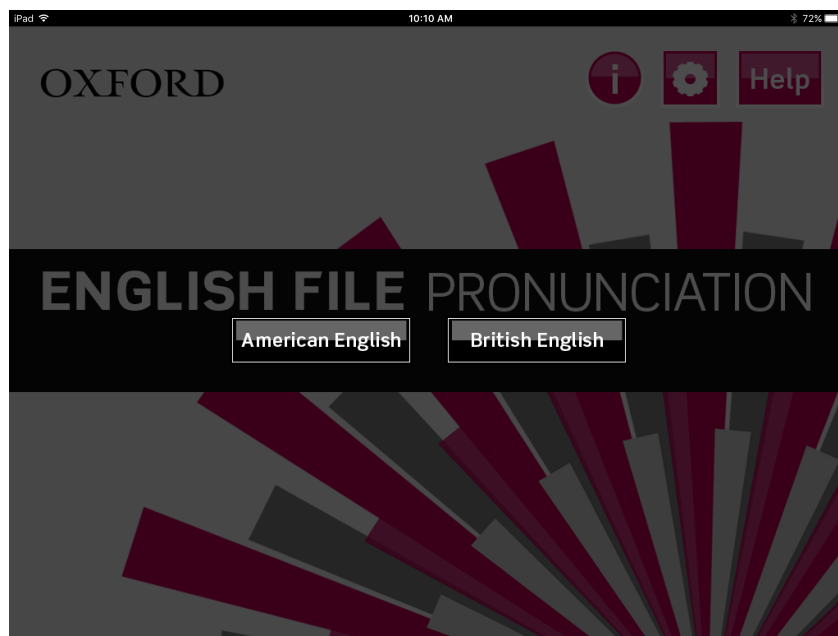 iPad 10:10 AM 72%
OXFORD i Help
ENGLISH FILE PRONUNCIATION
American English British English